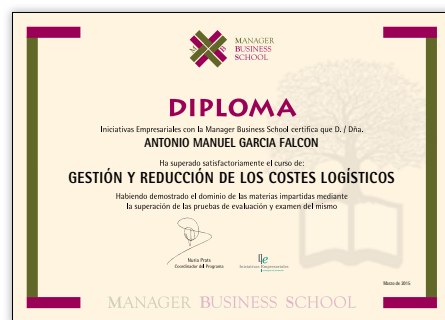 MANAGER
BUSINESS
SCHOOL
M B
DIPLOMA
Iniciativas Empresariales con la Manager Business School certifica que D. / Dña.
ANTONIO MANUEL GARCIA FALCON
Ha superado satisfactoriamente el curso de:
GESTIÓN Y REDUCCIÓN DE LOS COSTES LOGÍSTICOS
Habiendo demostrado el dominio de las materias impartidas mediante
la superación de las pruebas de evaluación y examen del mismo
Nuria Prats
Coordinador del Programa
Iniciativas Empresariales
Marzo de 2015
MANAGER BUSINESS SCHOOL